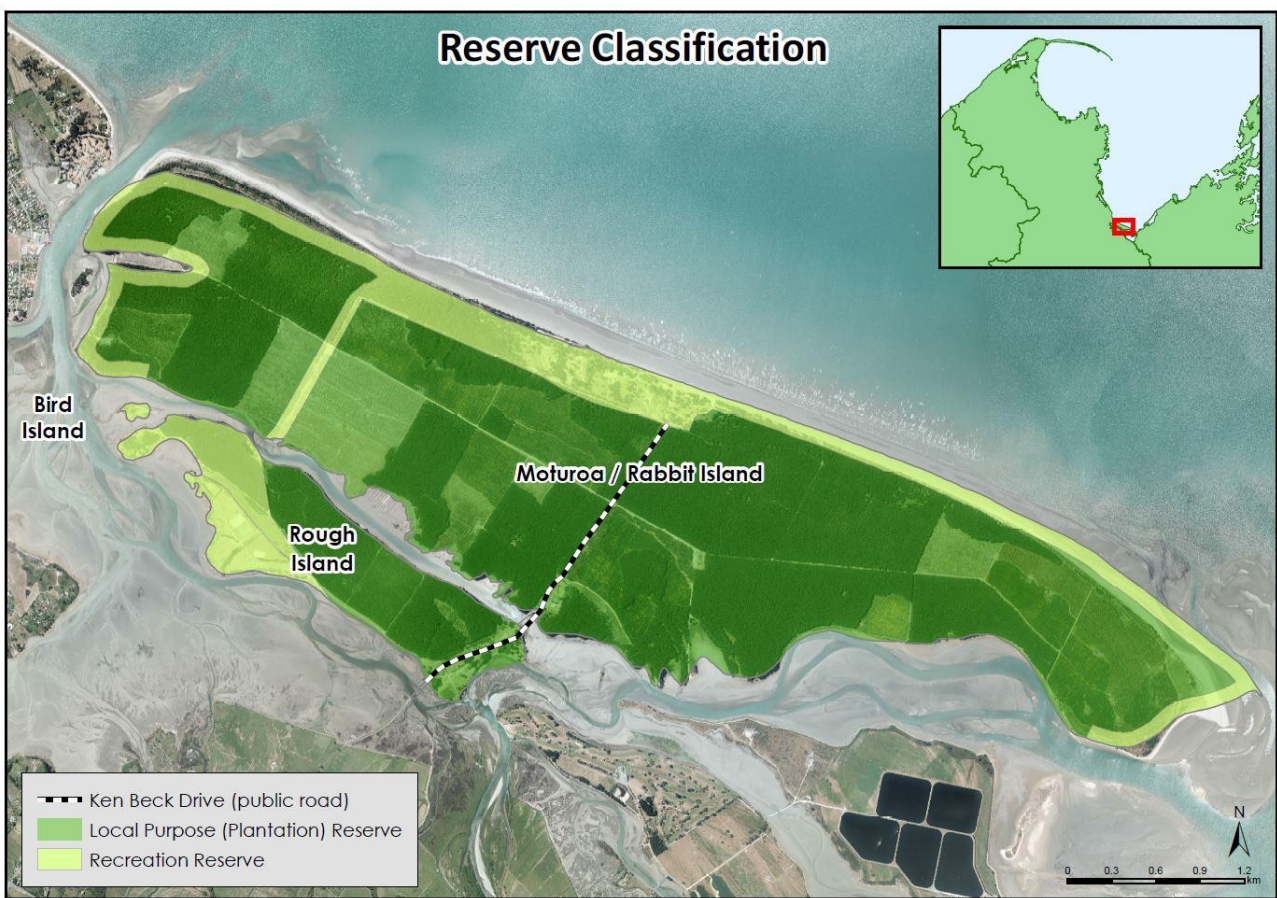 Reserve Classification
Bird
Island
Moturoa / Rabbit Island
Rough
Island
Ken Beck Drive (public road)
Local Purpose (Plantation) Reserve
Recreation Reserve
N
0 0.3 0.6 0.9 1.2
km